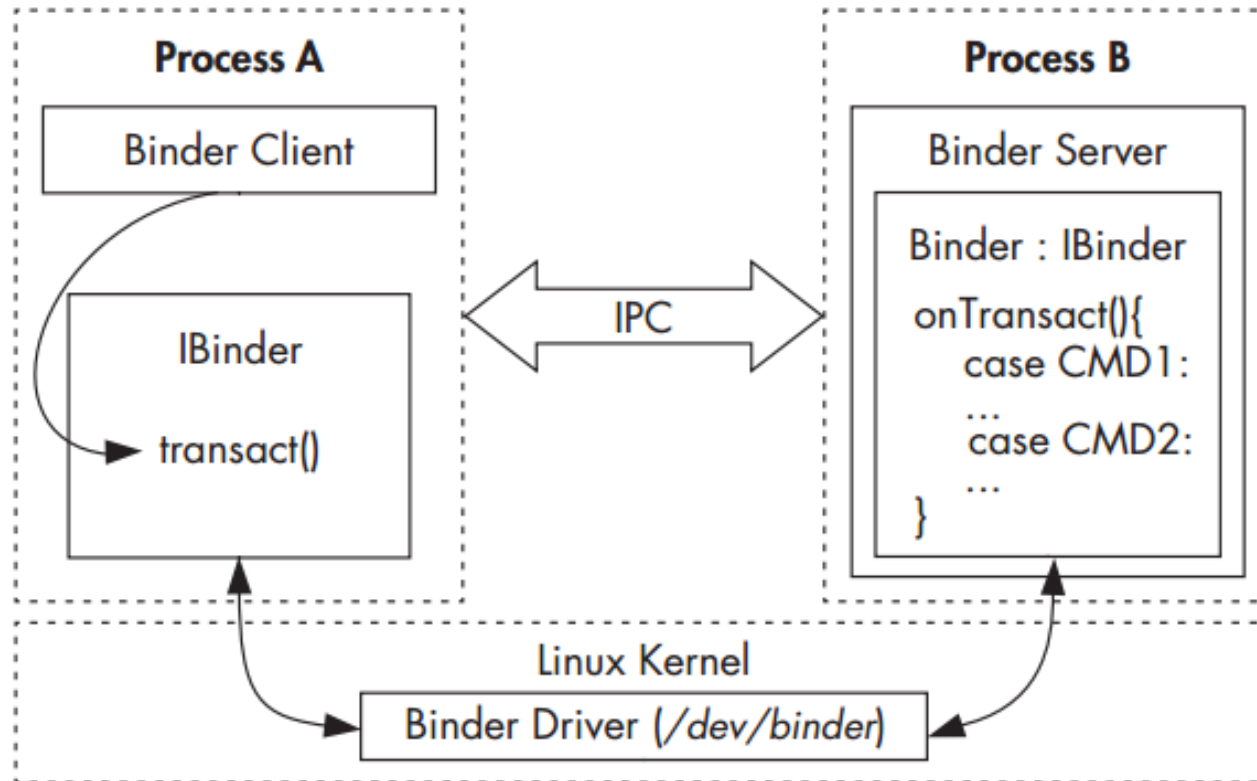 Process A
Binder Client
IBinder
transact()
IPC
Process B
Binder Server
Binder : IBinder
onTransact(){
case CMD1:
...
case CMD2:
...
}
Linux Kernel
Binder Driver (/dev/binder)